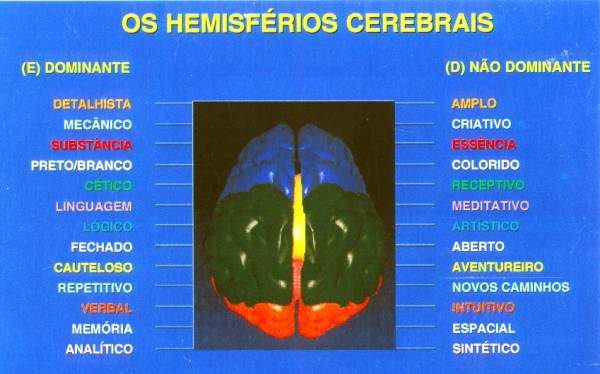 OS HEMISFÉRIOS CEREBRAIS
(E) DOMINANTE
(D) NÃO DOMINANTE
DETALHISTA
AMPLO
MECÂNICO
CRIATIVO
SUBSTÂNCIA
ESSÊNCIA
PRETO/BRANCO
COLORIDO
CÉTICO
RECEPTIVO
LINGUAGEM
MEDITATIVO
LÓGICO
ARTÍSTICO
FECHADO
ABERTO
CAUTELOSO
AVENTUREIRO
REPETITIVO
NOVOS CAMINHOS
VERBAL
INTUITIVO
MEMÓRIA
ESPACIAL
ANALÍTICO
SINTÉTICO